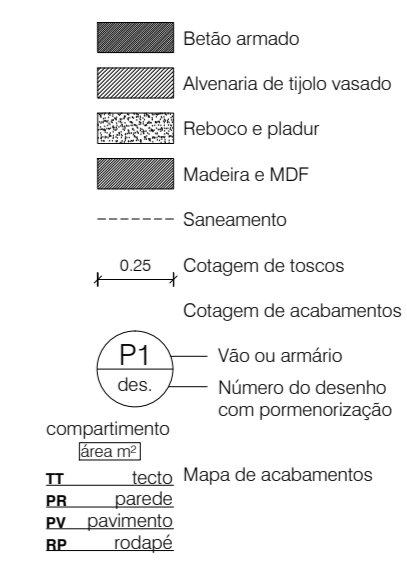 Betão armado
Alvenaria de tijolo vasado
Reboco e pladur
Madeira e MDF
Saneamento
0.25 Cotagem de toscos
Cotagem de acabamentos
P1
des.
Vão ou armário
Número do desenho
com pormenorização
compartimento
área m²
Mapa de acabamentos
TT tecto
PR parede
PV pavimento
RP rodapé